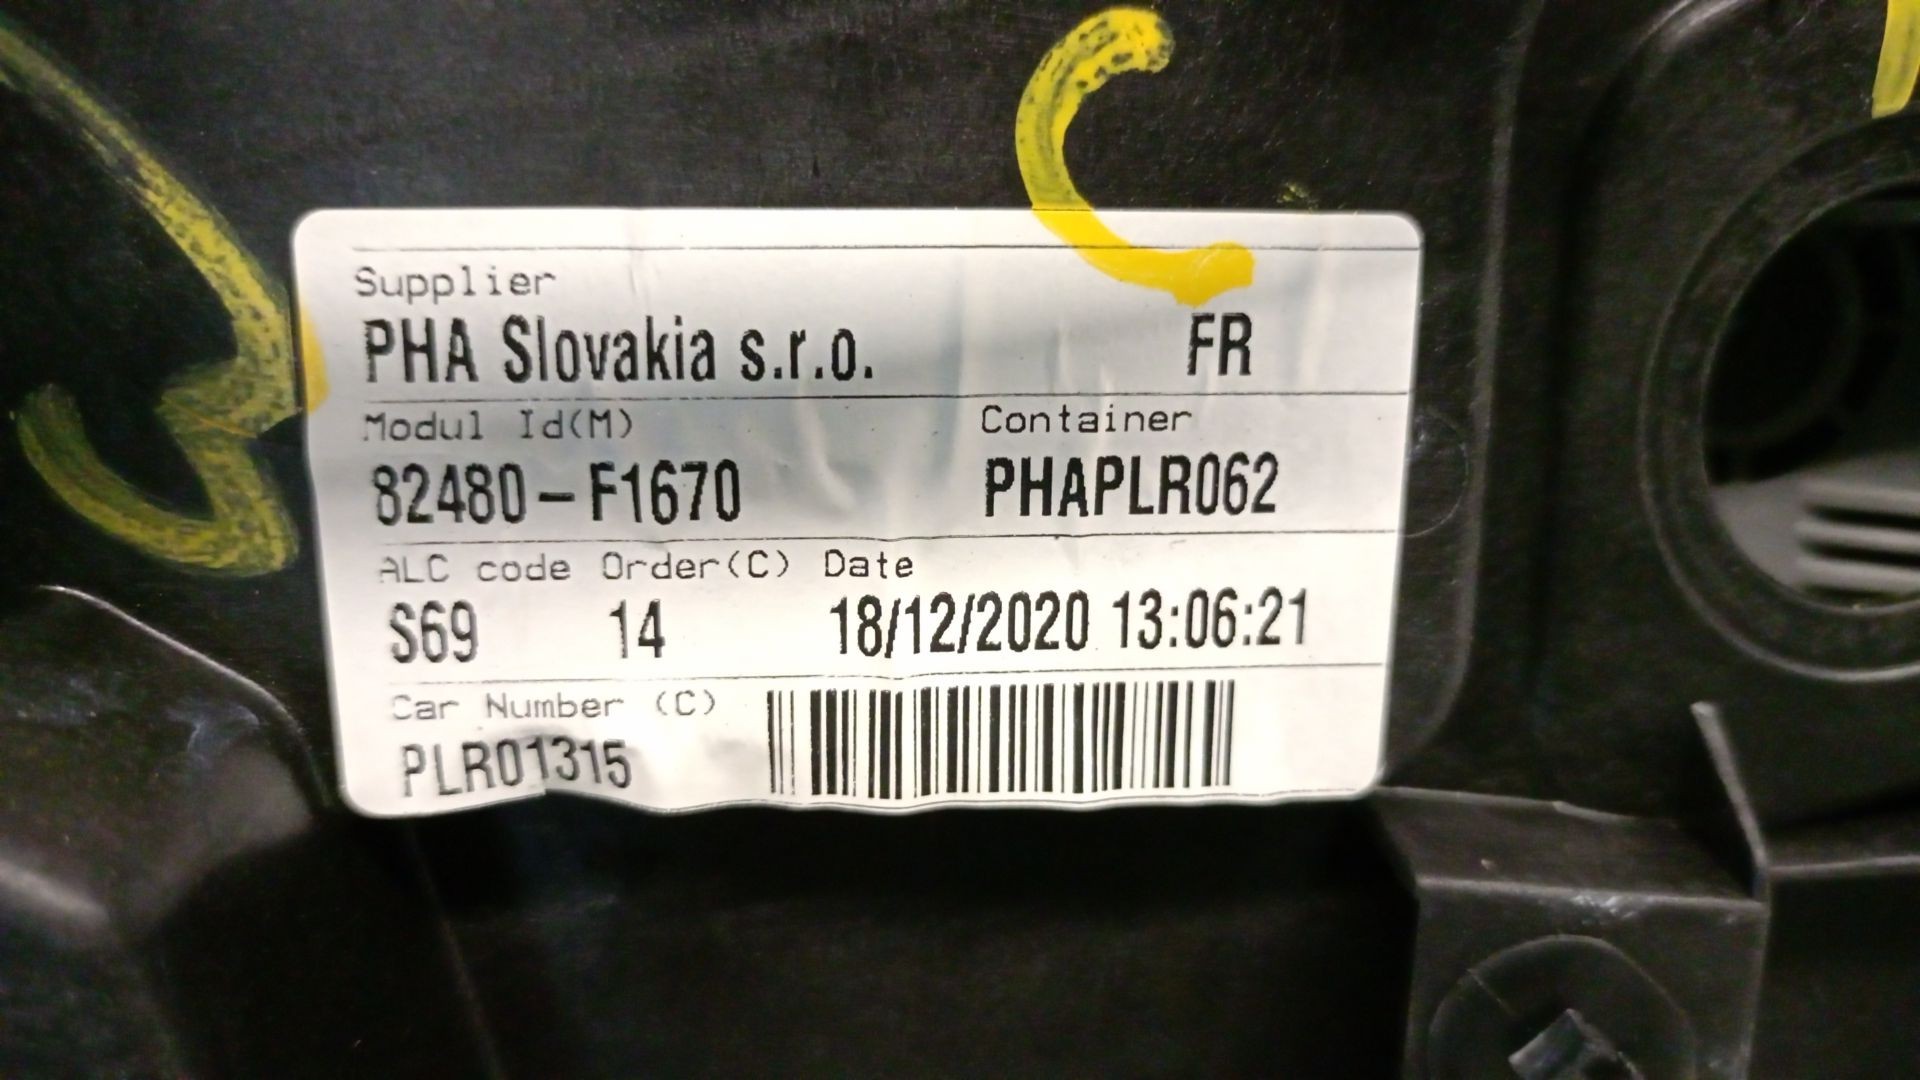 Supplier
PHA Slovakia s.r.o. FR
Modul Id(M) Container
82480-F1670 PHAPLR062
ALC code Order(C) Date
S69 14 18/12/2020 13:06:21
Car Number (C)
PLR01315